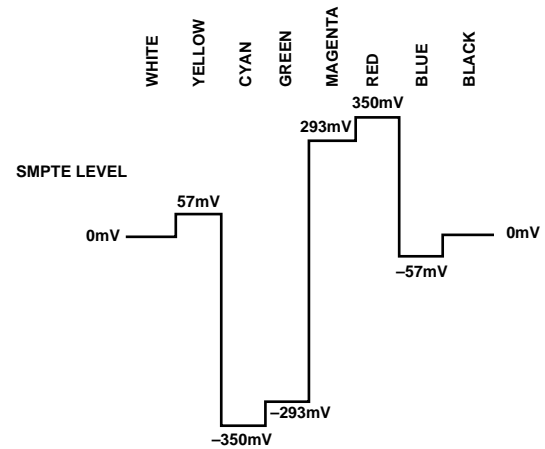 WHITE
YELLOW
CYAN
GREEN
MAGENTA
RED
BLUE
BLACK
350mV
293mV
SMPTE LEVEL
57mV
0mV
0mV
–57mV
–293mV
–350mV